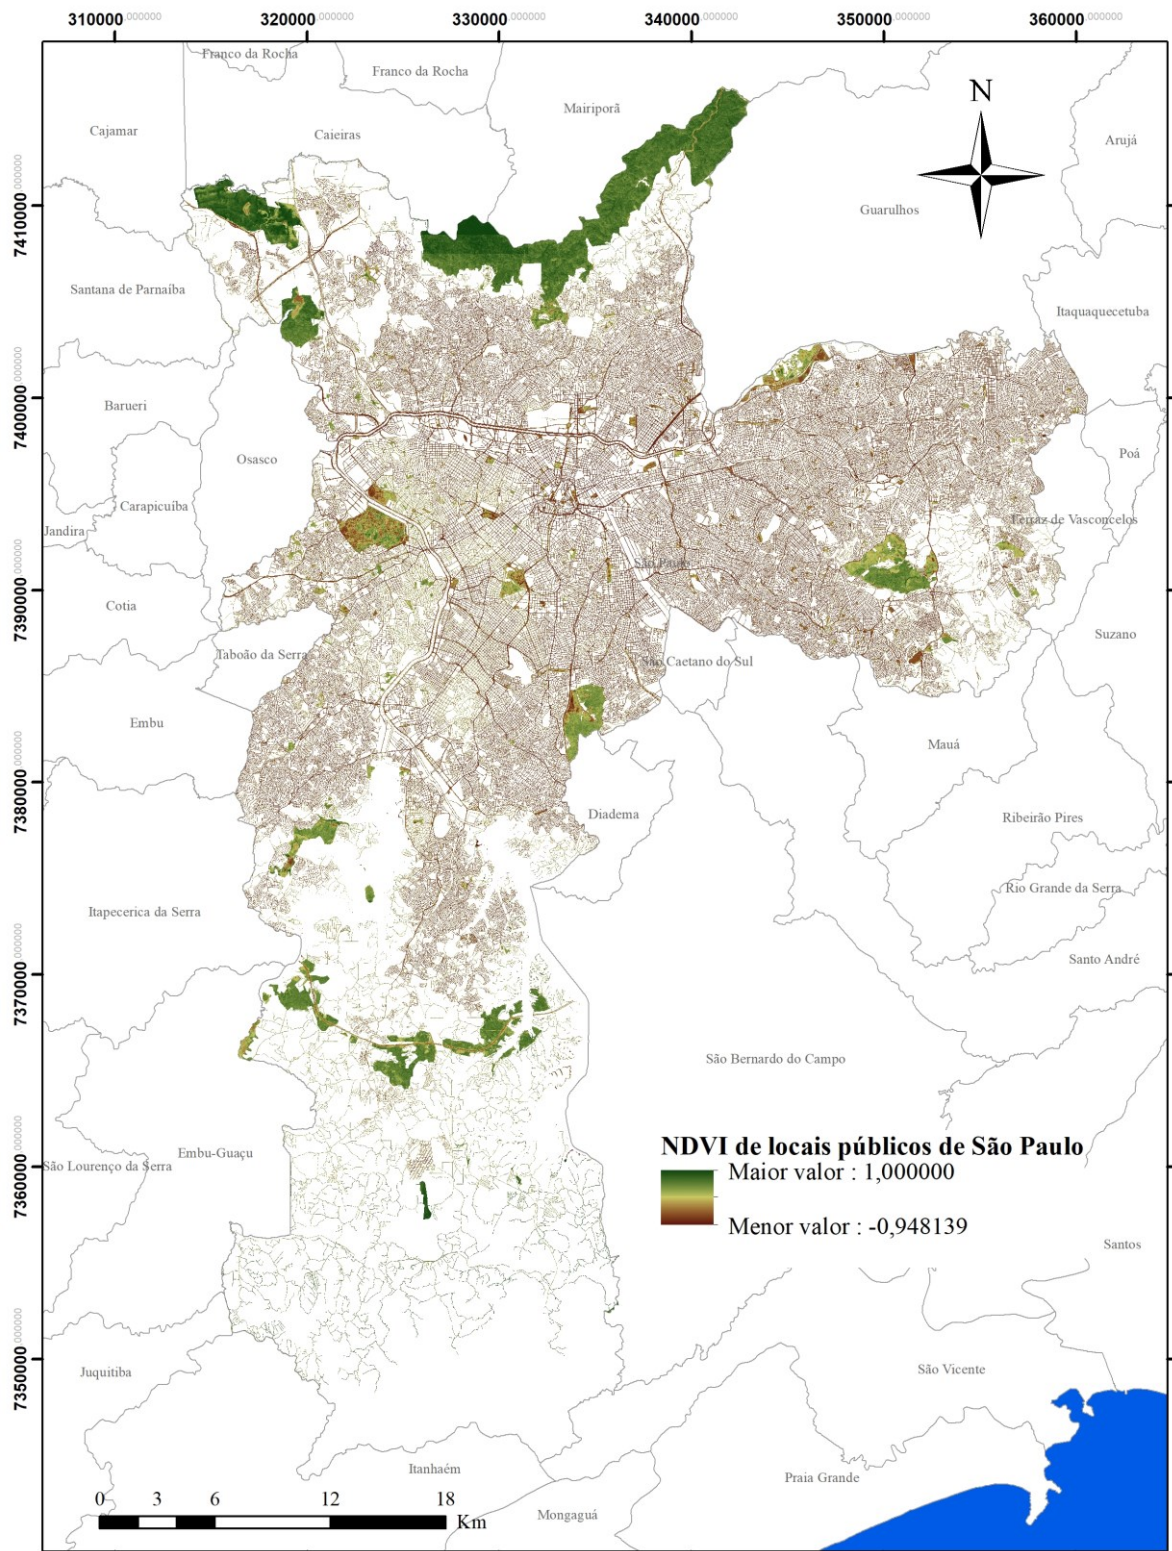 310000,000000 320000,000000 330000,000000 340000,000000 350000,000000 360000,000000
Franco da Rocha
Franco da Rocha
Mairiporã
N
Cajamar
Caieiras
Arujá
7410000,000000
Guarulhos
Santana de Parnaíba
Itaquaquecetuba
7400000,000000
Barueri
Osasco
Poá
Carapicuíba
Jandira
Ferraz de Vasconcelos
São Paulo
7390000,000000
Cotia
Suzano
Taboão da Serra
São Caetano do Sul
Embu
Mauá
7380000,000000
Diadema
Ribeirão Pires
Rio Grande da Serra
Itapecerica da Serra
Santo André
7370000,000000
São Bernardo do Campo
NDVI de locais públicos de São Paulo
Embu-Guaçu
São Lourenço da Serra
Maior valor : 1,000000
7360000,000000
Menor valor : -0,948139
Santos
7350000,000000
Juquitiba
São Vicente
Itanhaém
Praia Grande
0 3 6 12 18
Km
Mongaguá